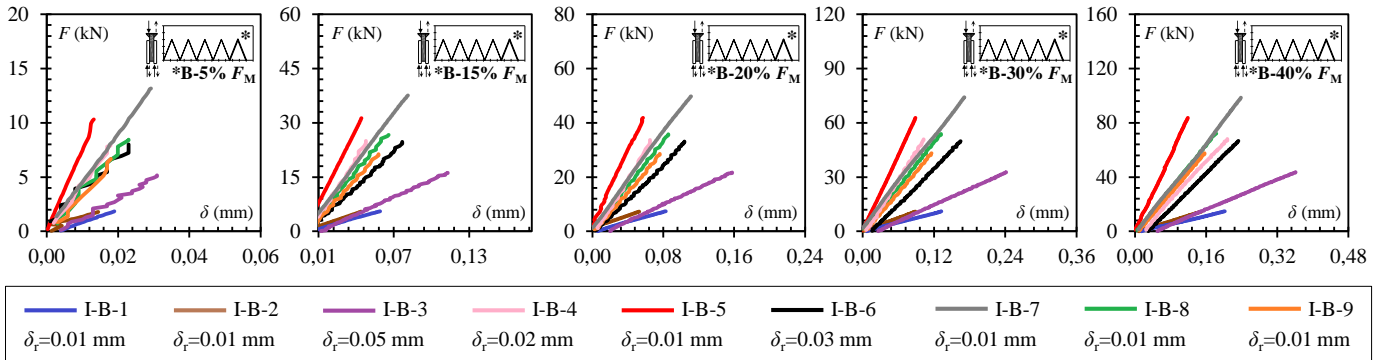 F (kN)
*
*B-5% FM
δ (mm)
20
15
10
5
0
0,00 0,02 0,04 0,06
F (kN)
*
*B-15% FM
δ (mm)
60
45
30
15
0
0,01 0,07 0,13
F (kN)
*
*B-20% FM
δ (mm)
80
60
40
20
0
0,00 0,08 0,16 0,24
F (kN)
*
*B-30% FM
δ (mm)
120
90
60
30
0
0,00 0,12 0,24 0,36
F (kN)
*
*B-40% FM
δ (mm)
160
120
80
40
0
0,00 0,16 0,32 0,48
I-B-1 I-B-2 I-B-3 I-B-4 I-B-5 I-B-6 I-B-7 I-B-8 I-B-9
δr=0.01 mm δr=0.01 mm δr=0.05 mm δr=0.02 mm δr=0.01 mm δr=0.03 mm δr=0.01 mm δr=0.01 mm δr=0.01 mm